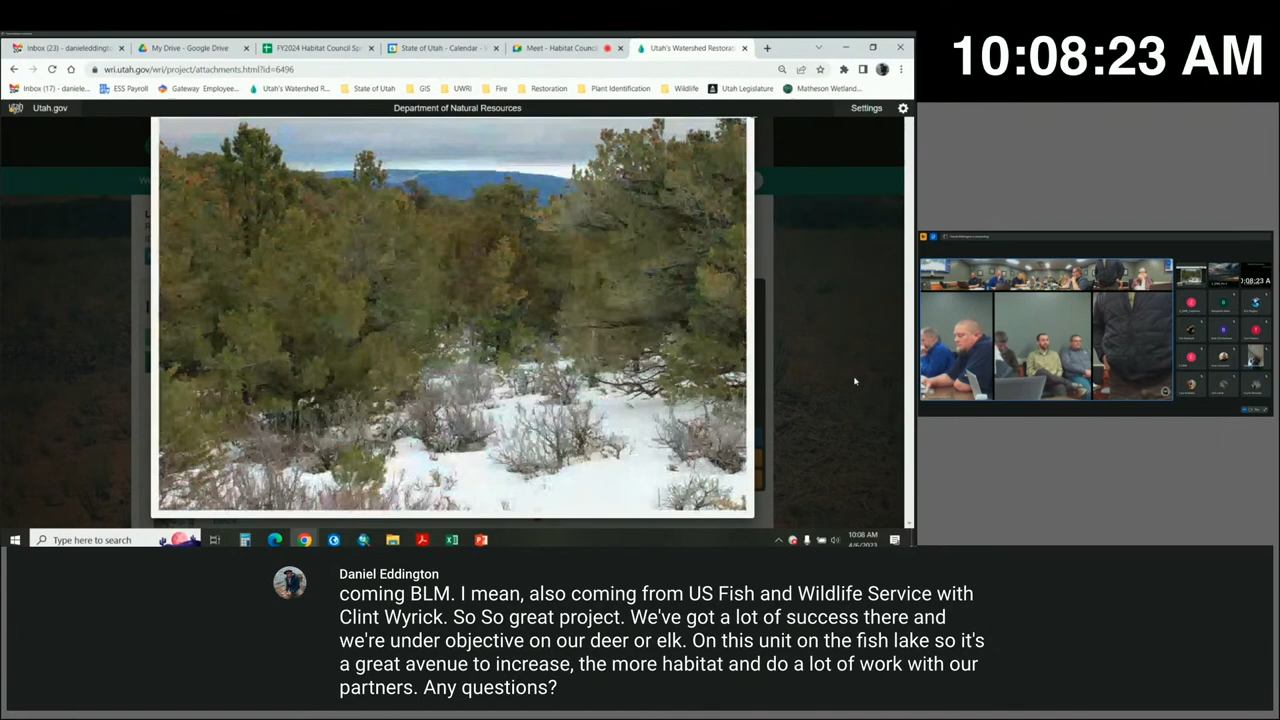 10:08:23 AM
Inbox (23) - danieleddingt
My Drive - Google Drive
FY2024 Habitat Council Spr
State of Utah - Calendar - W
Meet - Habitat Council
Utah's Watershed Restorat
wri.utah.gov/wri/project/attachments.html?id=6496
Inbox (17) - daniele...
ESS Payroll
Gateway Employee...
Utah's Watershed R...
State of Utah
GIS
UWRI
Fire
Restoration
Plant Identification
Wildlife
Utah Legislature
Matheson Wetland...
Utah.gov
Department of Natural Resources
Settings
Type here to search
10:08 AM
4/6/2023
Daniel Eddington
coming BLM. I mean, also coming from US Fish and Wildlife Service with
Clint Wyrick. So So great project. We've got a lot of success there and
we're under objective on our deer or elk. On this unit on the fish lake so it's
a great avenue to increase, the more habitat and do a lot of work with our
partners. Any questions?